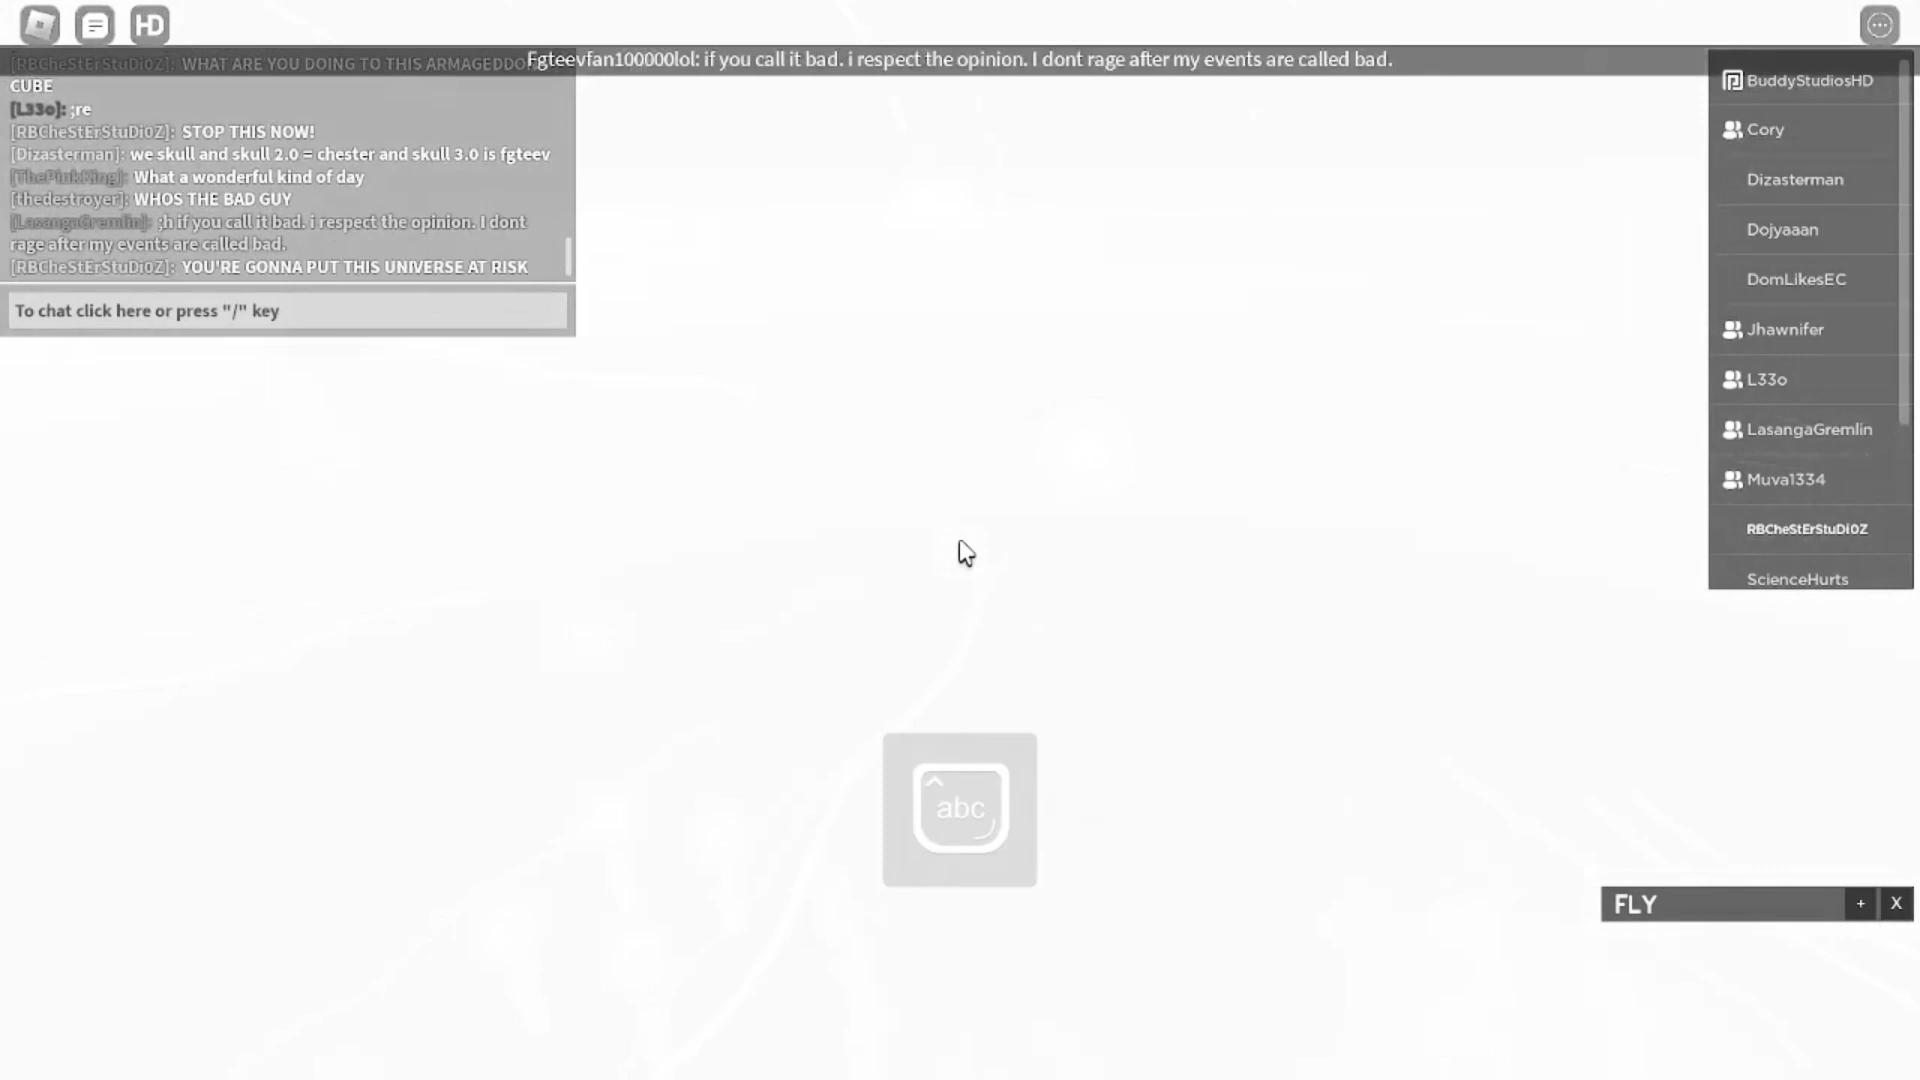 HD
Fgteevfan100000lol: if you call it bad. i respect the opinion. I dont rage after my events are called bad.
[RBCheStErStuDi0Z]: WHAT ARE YOU DOING TO THIS ARMAGEDDON
CUBE
[L33o]: ;re
[RBCheStErStuDi0Z]: STOP THIS NOW!
[Dizasterman]: we skull and skull 2.0 = chester and skull 3.0 is fgteev
[ThePinkKing]: What a wonderful kind of day
[thedestroyer]: WHOS THE BAD GUY
[LasangaGremlin]: ;h if you call it bad. i respect the opinion. I dont
rage after my events are called bad.
[RBCheStErStuDi0Z]: YOU'RE GONNA PUT THIS UNIVERSE AT RISK
To chat click here or press "/" key
BuddyStudiosHD
Cory
Dizasterman
Dojyaaan
DomLikesEC
Jhawnifer
L33o
LasangaGremlin
Muva1334
RBCheStErStuDi0Z
ScienceHurts
abc
FLY + X